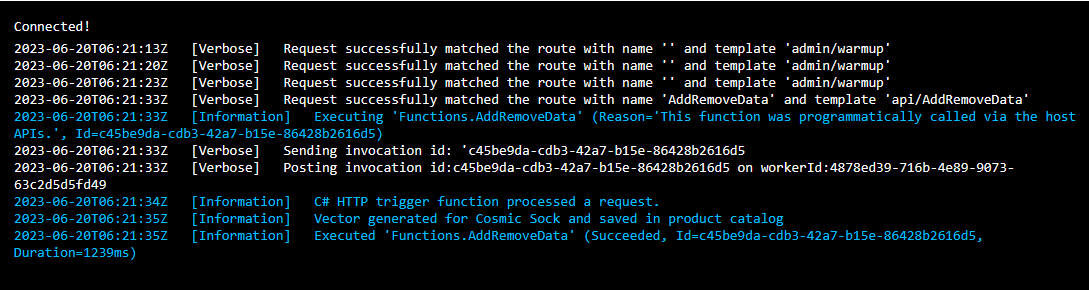 Connected!
2023-06-20T06:21:13Z   [Verbose]   Request successfully matched the route with name '' and template 'admin/warmup'
2023-06-20T06:21:20Z   [Verbose]   Request successfully matched the route with name '' and template 'admin/warmup'
2023-06-20T06:21:23Z   [Verbose]   Request successfully matched the route with name '' and template 'admin/warmup'
2023-06-20T06:21:33Z   [Verbose]   Request successfully matched the route with name 'AddRemoveData' and template 'api/AddRemoveData'
2023-06-20T06:21:33Z   [Information]   Executing 'Functions.AddRemoveData' (Reason='This function was programmatically called via the host
APIs.', Id=c45be9da-cdb3-42a7-b15e-86428b2616d5)
2023-06-20T06:21:33Z   [Verbose]   Sending invocation id: 'c45be9da-cdb3-42a7-b15e-86428b2616d5
2023-06-20T06:21:33Z   [Verbose]   Posting invocation id:c45be9da-cdb3-42a7-b15e-86428b2616d5 on workerId:4878ed39-716b-4e89-9073-
63c2d5d5fd49
2023-06-20T06:21:34Z   [Information]   C# HTTP trigger function processed a request.
2023-06-20T06:21:35Z   [Information]   Vector generated for Cosmic Sock and saved in product catalog
2023-06-20T06:21:35Z   [Information]   Executed 'Functions.AddRemoveData' (Succeeded, Id=c45be9da-cdb3-42a7-b15e-86428b2616d5,
Duration=1239ms)